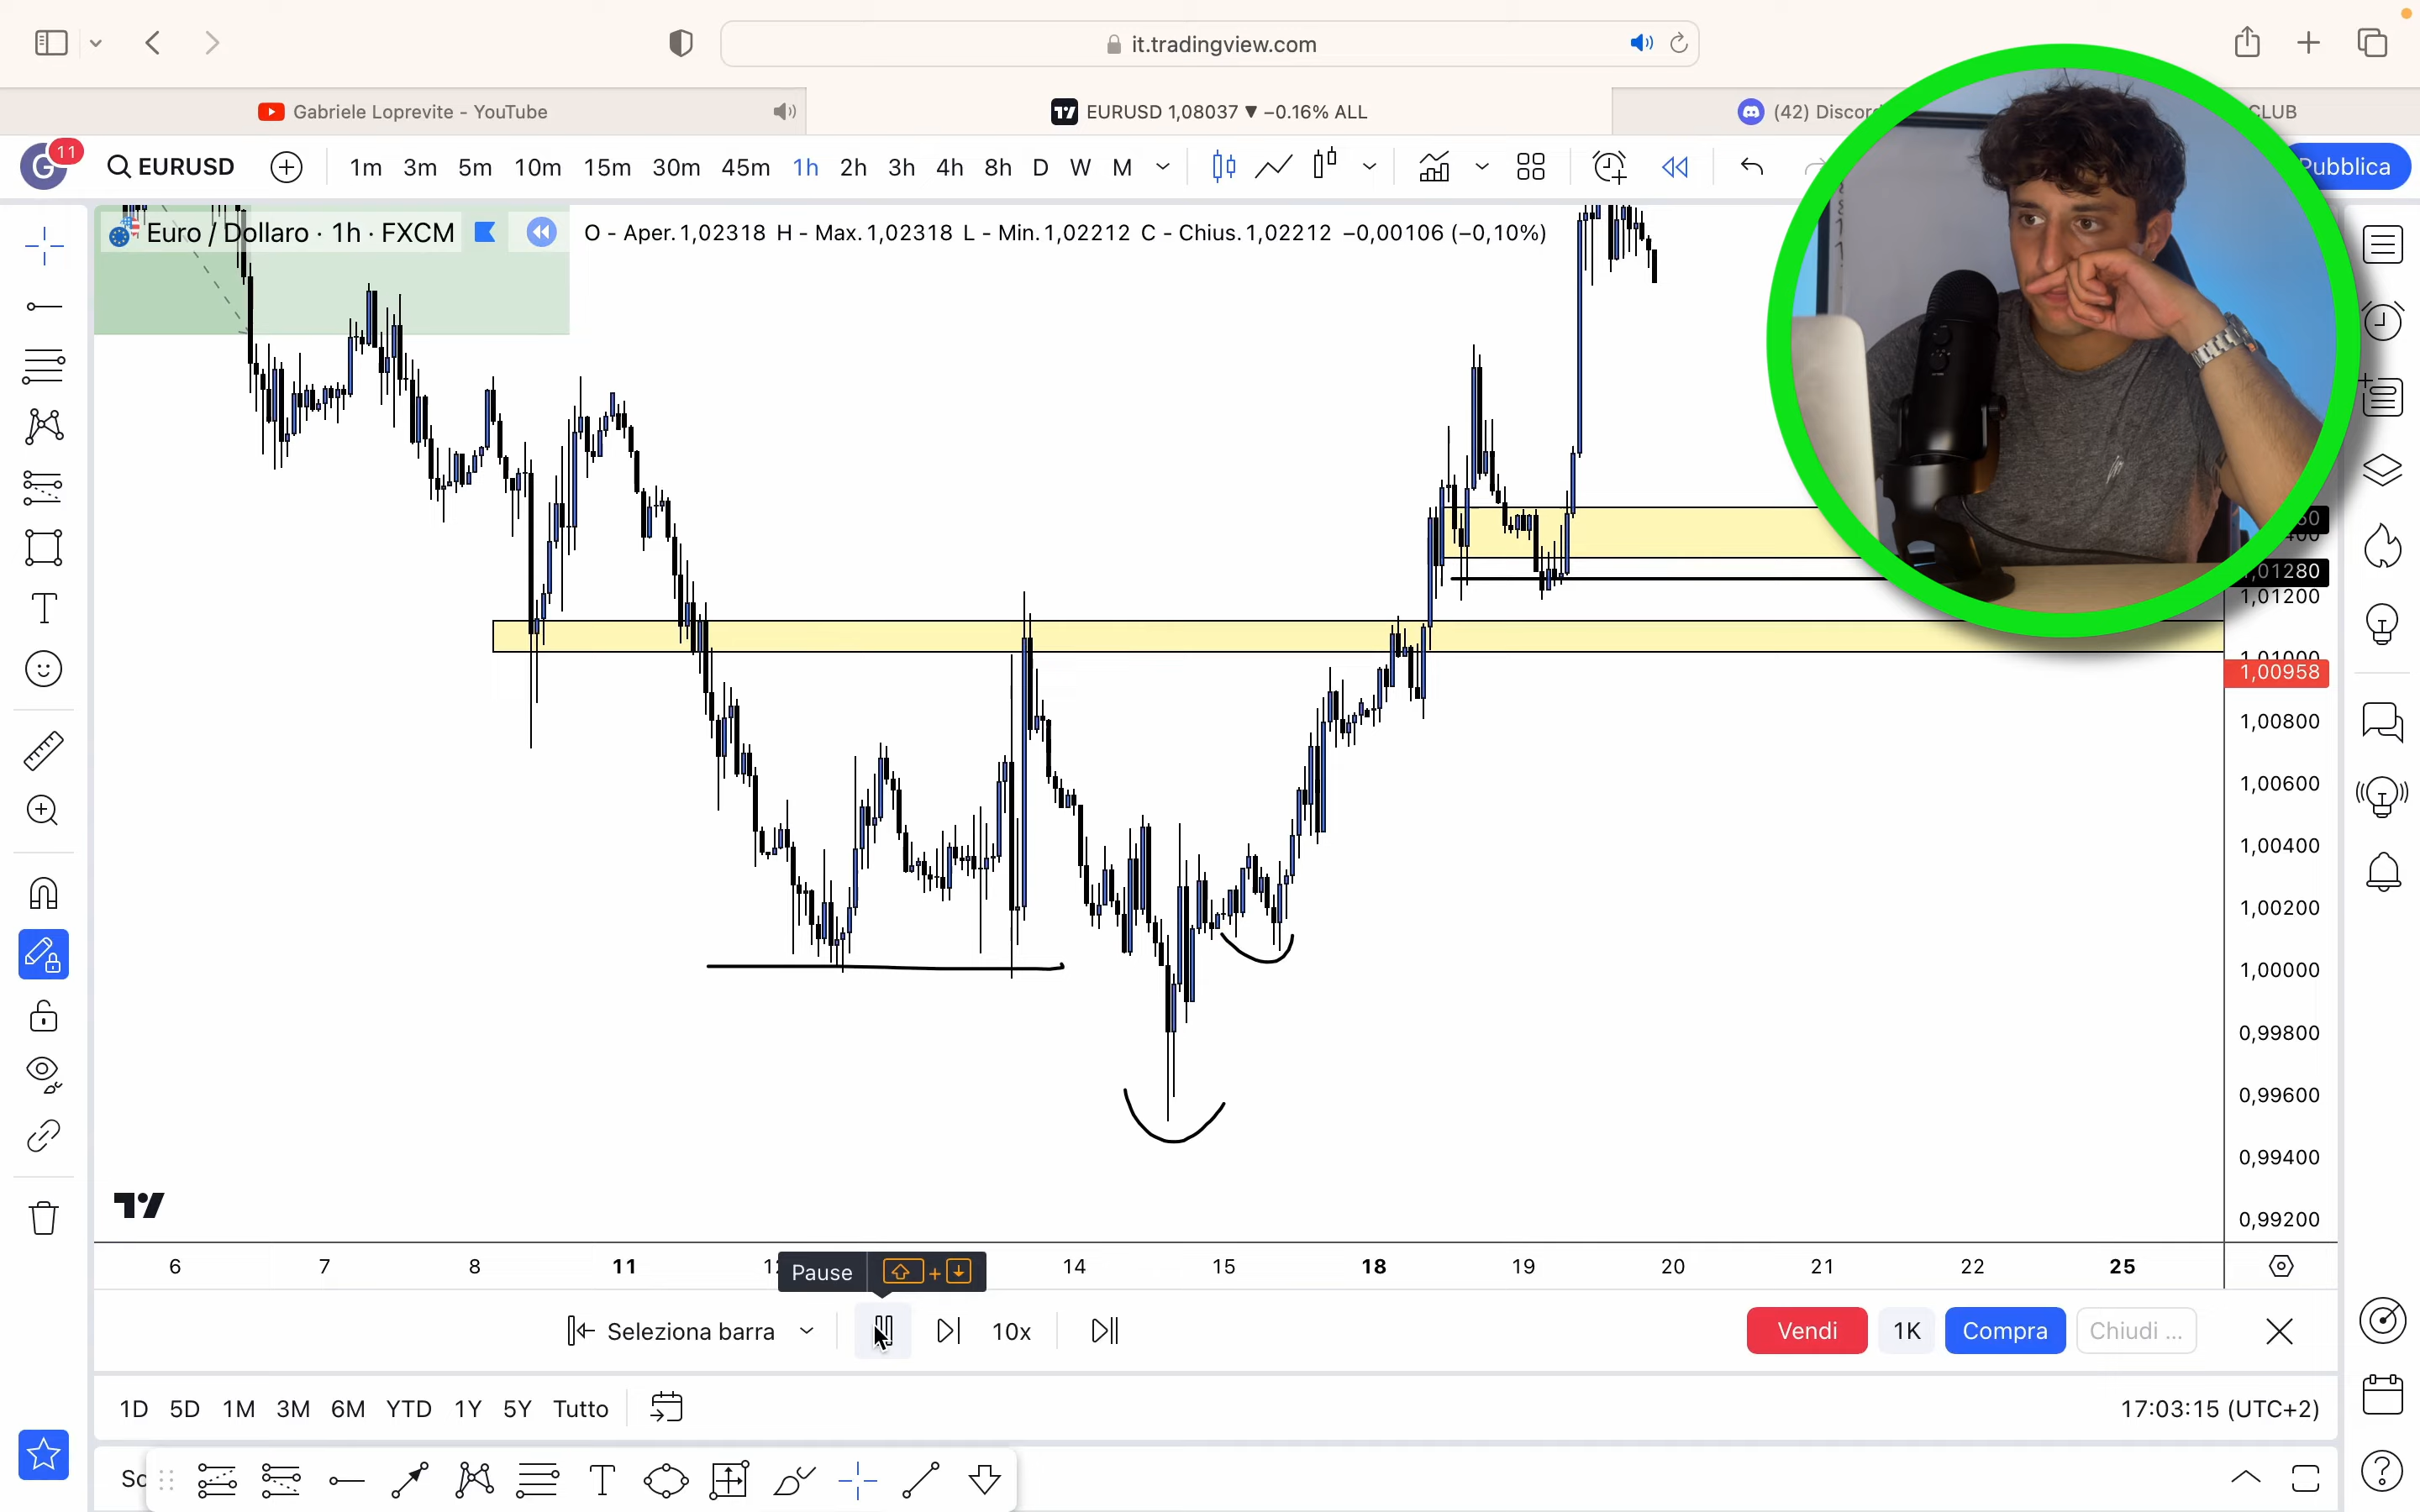 it.tradingview.com
Gabriele Loprevite - YouTube
EURUSD 1,08037 ▼ −0.16% ALL
(42) Discor
CLUB
G 11
EURUSD
1m 3m 5m 10m 15m 30m 45m 1h 2h 3h 4h 8h D W M
Pubblica
Euro / Dollaro · 1h · FXCM
O - Aper. 1,02318 H - Max. 1,02318 L - Min. 1,02212 C - Chius. 1,02212 −0,00106 (−0,10%)
1,01280
1,01200
1,01000
1,00958
1,00800
1,00600
1,00400
1,00200
1,00000
0,99800
0,99600
0,99400
0,99200
6 7 8 11 14 15 18 19 20 21 22 25
Pause +
Seleziona barra 10x
Vendi 1K Compra Chiudi ...
1D 5D 1M 3M 6M YTD 1Y 5Y Tutto
17:03:15 (UTC+2)
Sc